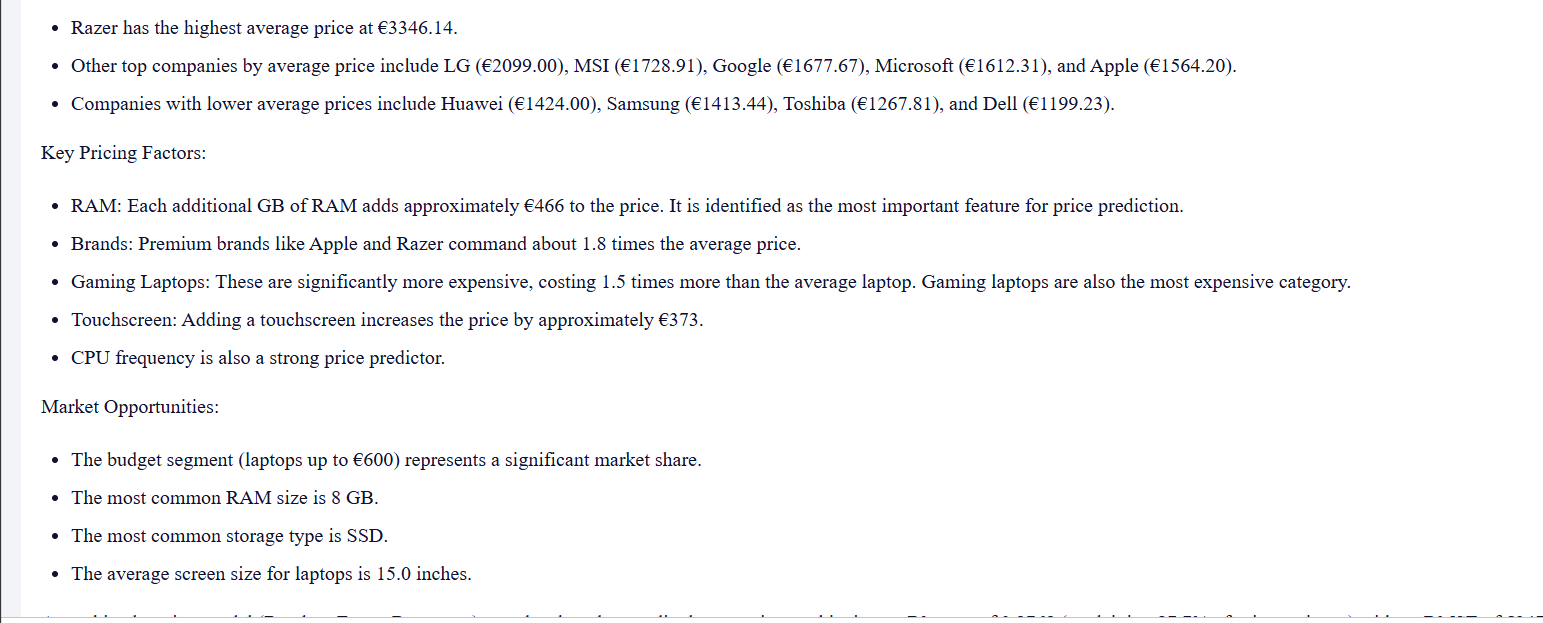 • Razer has the highest average price at €3346.14.
• Other top companies by average price include LG (€2099.00), MSI (€1728.91), Google (€1677.67), Microsoft (€1612.31), and Apple (€1564.20).
• Companies with lower average prices include Huawei (€1424.00), Samsung (€1413.44), Toshiba (€1267.81), and Dell (€1199.23).
Key Pricing Factors:
• RAM: Each additional GB of RAM adds approximately €466 to the price. It is identified as the most important feature for price prediction.
• Brands: Premium brands like Apple and Razer command about 1.8 times the average price.
• Gaming Laptops: These are significantly more expensive, costing 1.5 times more than the average laptop. Gaming laptops are also the most expensive category.
• Touchscreen: Adding a touchscreen increases the price by approximately €373.
• CPU frequency is also a strong price predictor.
Market Opportunities:
• The budget segment (laptops up to €600) represents a significant market share.
• The most common RAM size is 8 GB.
• The most common storage type is SSD.
• The average screen size for laptops is 15.0 inches.